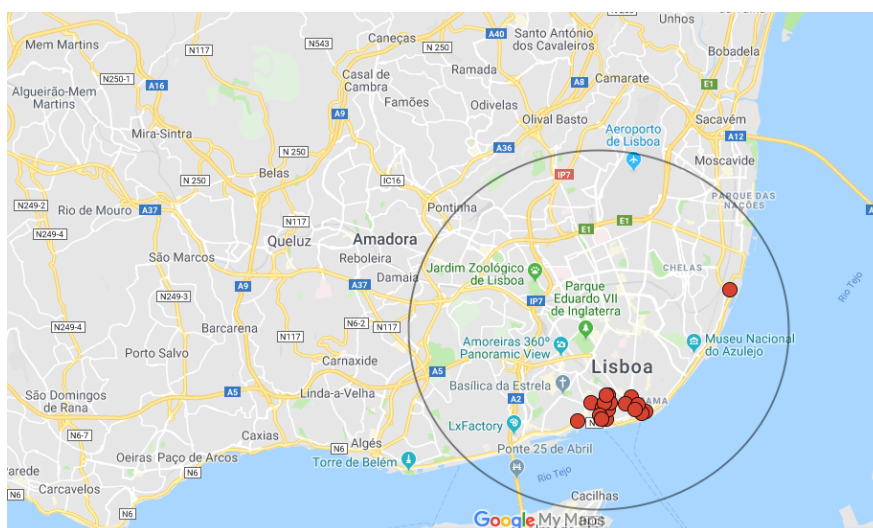 Mem Martins
N117
N543
Caneças
N 250
A40
Santo António
dos Cavaleiros
Unhos
Bobadela
N250-1
A16
Algueirão-Mem
Martins
Casal de
Cambra
Ramada
A8
Camarate
E1
Famões
Odivelas
A9
Olival Basto
Sacavém
Mira-Sintra
N 250
A36
Aeroporto
de Lisboa
A12
Moscavide
N 250
Belas
IC16
IP7
PARQUE DAS
NAÇÕES
N249-2
Rio de Mouro
A37
Pontinha
N249-4
N117
Queluz
Amadora
E1
E1
Reboleira
São Marcos
Damaia
Jardim Zoológico
de Lisboa
CHELAS
A9
A37
Parque
Eduardo VII
de Inglaterra
Rio Tejo
N249-3
IP7
N249-4
Barcarena
N6-2
N117
Amoreiras 360º
Panoramic View
Museu Nacional
do Azulejo
Porto Salvo
Carnaxide
Lisboa
A5
A5
Basílica da Estrela
São Domingos
de Rana
Linda-a-Velha
A2
AMA
LxFactory
N6-7
Caxias
Algés
Ponte 25 de Abril
N6
Oeiras
Paço de Arcos
Torre de Belém
N6
Rio Tejo
Carcavelos
N6
Cacilhas
Google My Maps